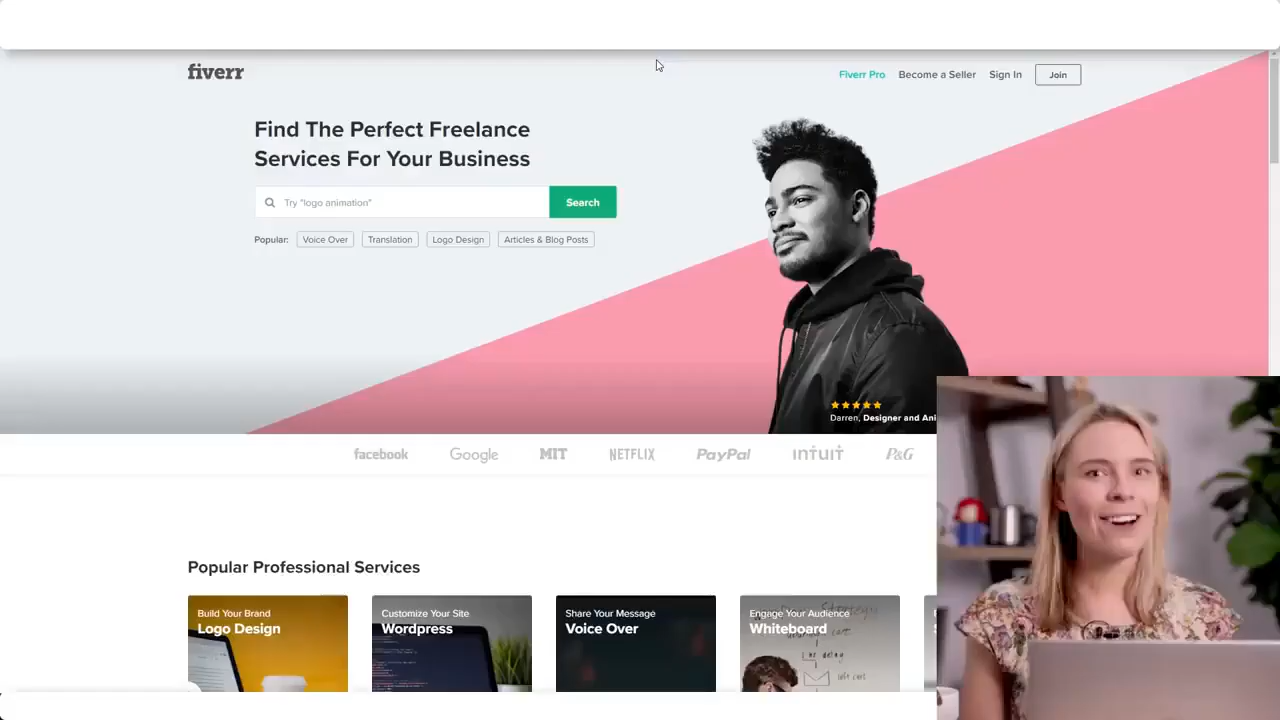 fiverr
Fiverr Pro
Become a Seller
Sign In
Join
Find The Perfect Freelance
Services For Your Business
Try "logo animation"
Search
Popular:
Voice Over
Translation
Logo Design
Articles & Blog Posts
Darren, Designer and Ani
facebook
Google
MIT
NETFLIX
PayPal
intuit
P&G
Popular Professional Services
Build Your Brand
Logo Design
Customize Your Site
Wordpress
Share Your Message
Voice Over
Engage Your Audience
Whiteboard